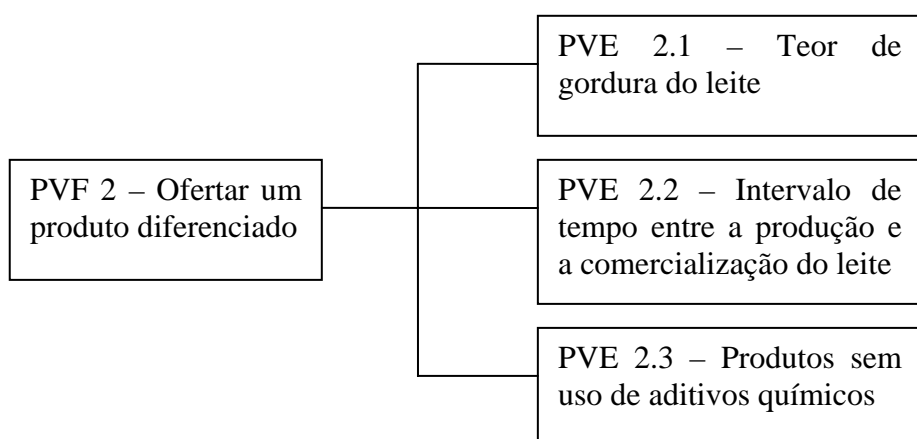 PVF 2 – Ofertar um
produto diferenciado
PVE 2.1 – Teor de
gordura do leite
PVE 2.2 – Intervalo de
tempo entre a produção e
a comercialização do leite
PVE 2.3 – Produtos sem
uso de aditivos químicos